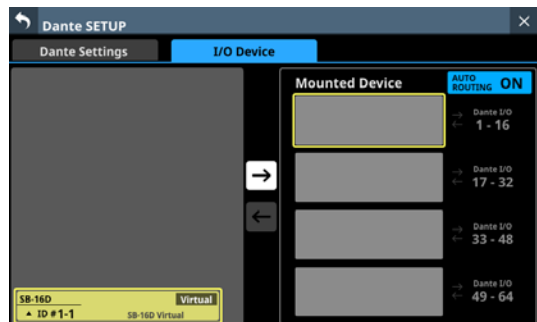 Dante SETUP
×
Dante Settings
I/O Device
Mounted Device
AUTO ROUTING ON
Dante I/O
1 - 16
Dante I/O
17 - 32
Dante I/O
33 - 48
Dante I/O
49 - 64
SB-16D
Virtual
▲ ID #1-1
SB-16D Virtual